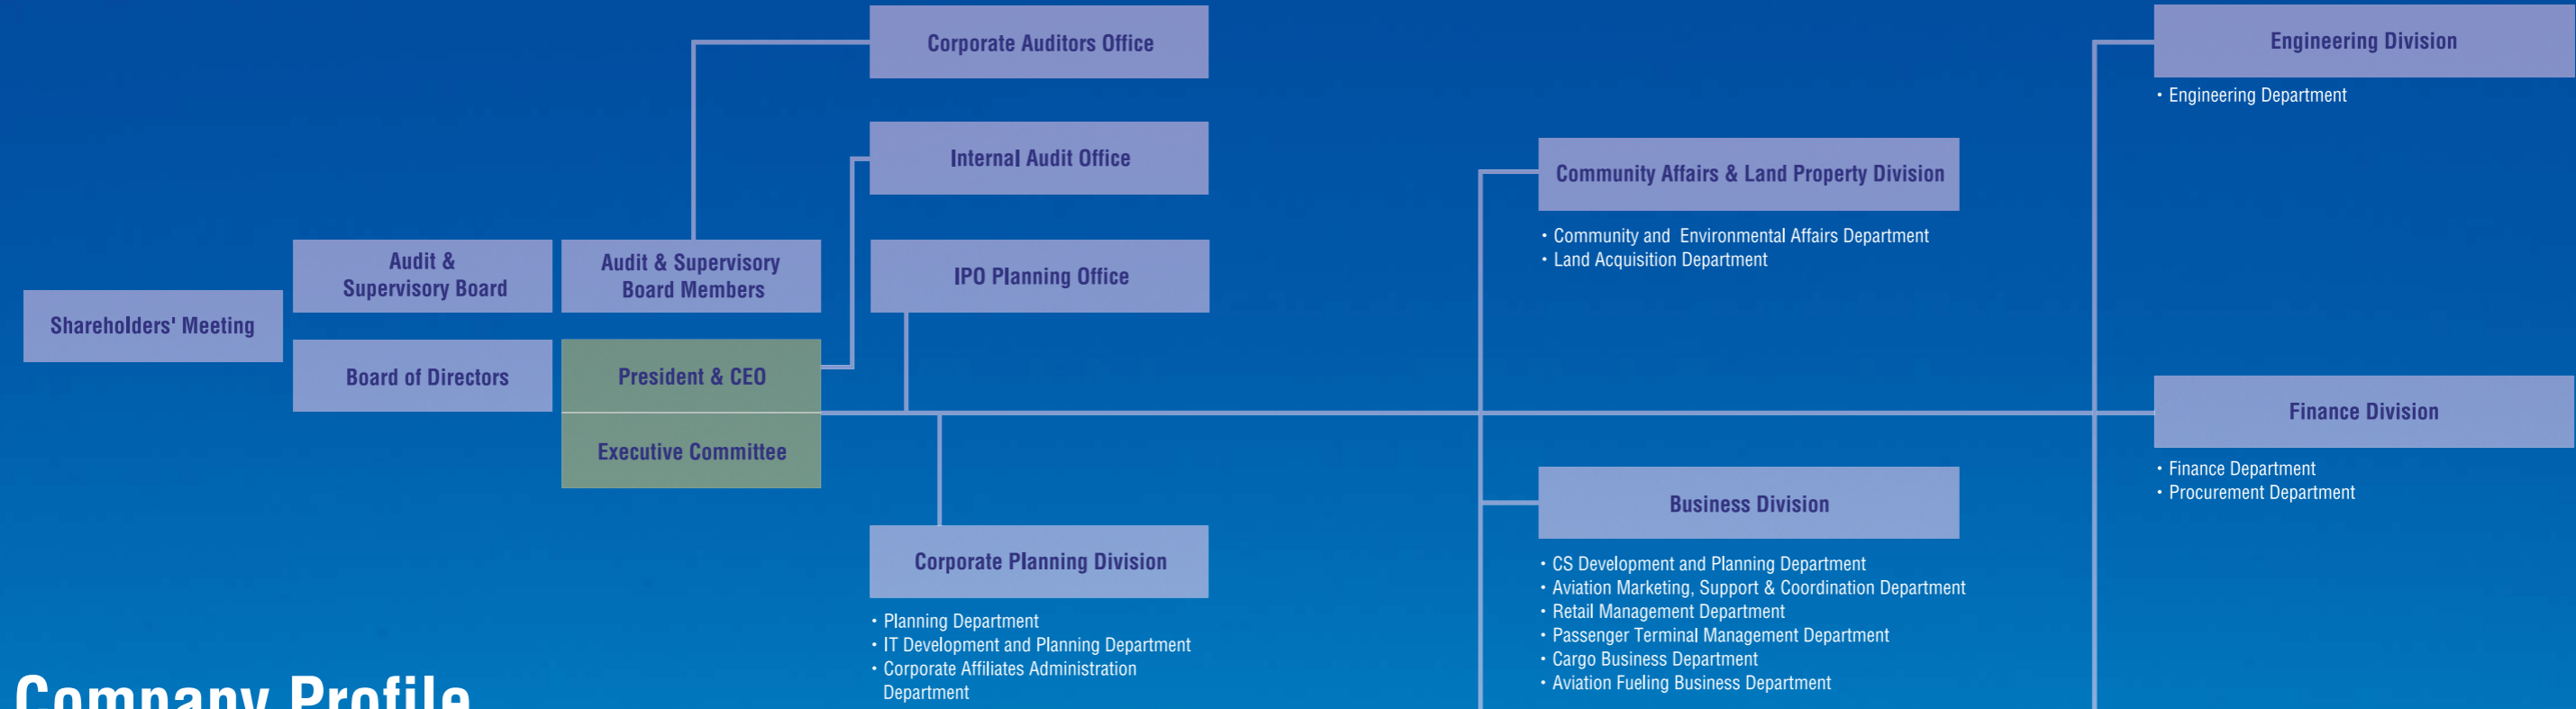 Corporate Auditors Office
Internal Audit Office
Audit &
Supervisory Board
Audit & Supervisory
Board Members
IPO Planning Office
Shareholders' Meeting
Board of Directors
President & CEO
Executive Committee
Corporate Planning Division
・Planning Department
・IT Development and Planning Department
・Corporate Affiliates Administration
Department
Community Affairs & Land Property Division
・Community and Environmental Affairs Department
・Land Acquisition Department
Business Division
・CS Development and Planning Department
・Aviation Marketing, Support & Coordination Department
・Retail Management Department
・Passenger Terminal Management Department
・Cargo Business Department
・Aviation Fueling Business Department
Engineering Division
・Engineering Department
Finance Division
・Finance Department
・Procurement Department
Company Profile